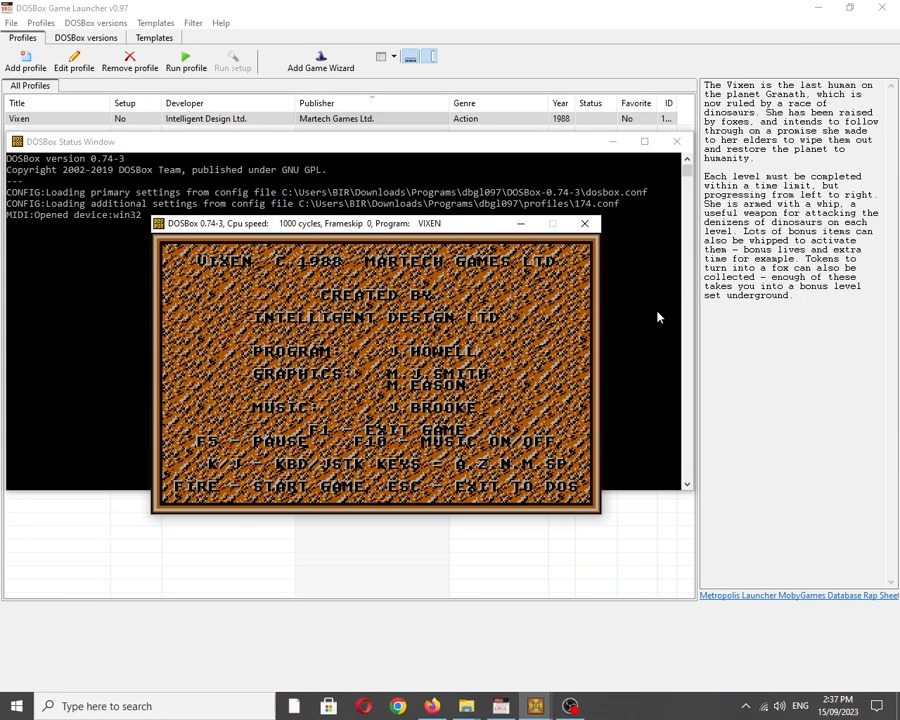 DOSBox Game Launcher v0.97
File Profiles DOSBox versions Templates Filter Help
Profiles DOSBox versions Templates
Add profile Edit profile Remove profile Run profile Run setup Add Game Wizard
All Profiles
Title Setup Developer Publisher Genre Year Status Favorite ID
Vixen No Intelligent Design Ltd. Martech Games Ltd. Action 1988 No 1...
DOSBox Status Window
DOSBox version 0.74-3
Copyright 2002-2019 DOSBox Team, published under GNU GPL.
---
CONFIG:Loading primary settings from config file C:\Users\BIR\Downloads\Programs\dbgl097\DOSBox-0.74-3\dosbox.conf
CONFIG:Loading additional settings from config file C:\Users\BIR\Downloads\Programs\dbgl097\profiles\174.conf
MIDI:Opened device:win32
DOSBox 0.74-3, Cpu speed: 1000 cycles, Frameskip 0, Program: VIXEN
VIXEN C.1988 MARTECH GAMES LTD.
CREATED BY
INTELLIGENT DESIGN LTD
PROGRAM: J.HOWELL
GRAPHICS: M.J.SMITH
M.EASON
MUSIC: J.BROOKE
F1 - EXIT GAME
F5 - PAUSE F10 - MUSIC ON/OFF
K/J - KBD/JSTK KEYS = A.Z.N.M.SP
FIRE - START GAME ESC - EXIT TO DOS
The Vixen is the last human on
the planet Granath, which is
now ruled by a race of
dinosaurs. She has been raised
by foxes, and intends to follow
through on a promise she made
to her elders to wipe them out
and restore the planet to
humanity.
Each level must be completed
within a time limit, but
progressing from left to right.
She is armed with a whip, a
useful weapon for attacking the
denizens of dinosaurs on each
level. Lots of bonus items can
also be whipped to activate
them - bonus lives and extra
time for example. Tokens to
turn into a fox can also be
collected - enough of these
takes you into a bonus level
set underground.
Metropolis Launcher MobyGames Database Rap Shee
Type here to search
ENG
2:37 PM
15/09/2023